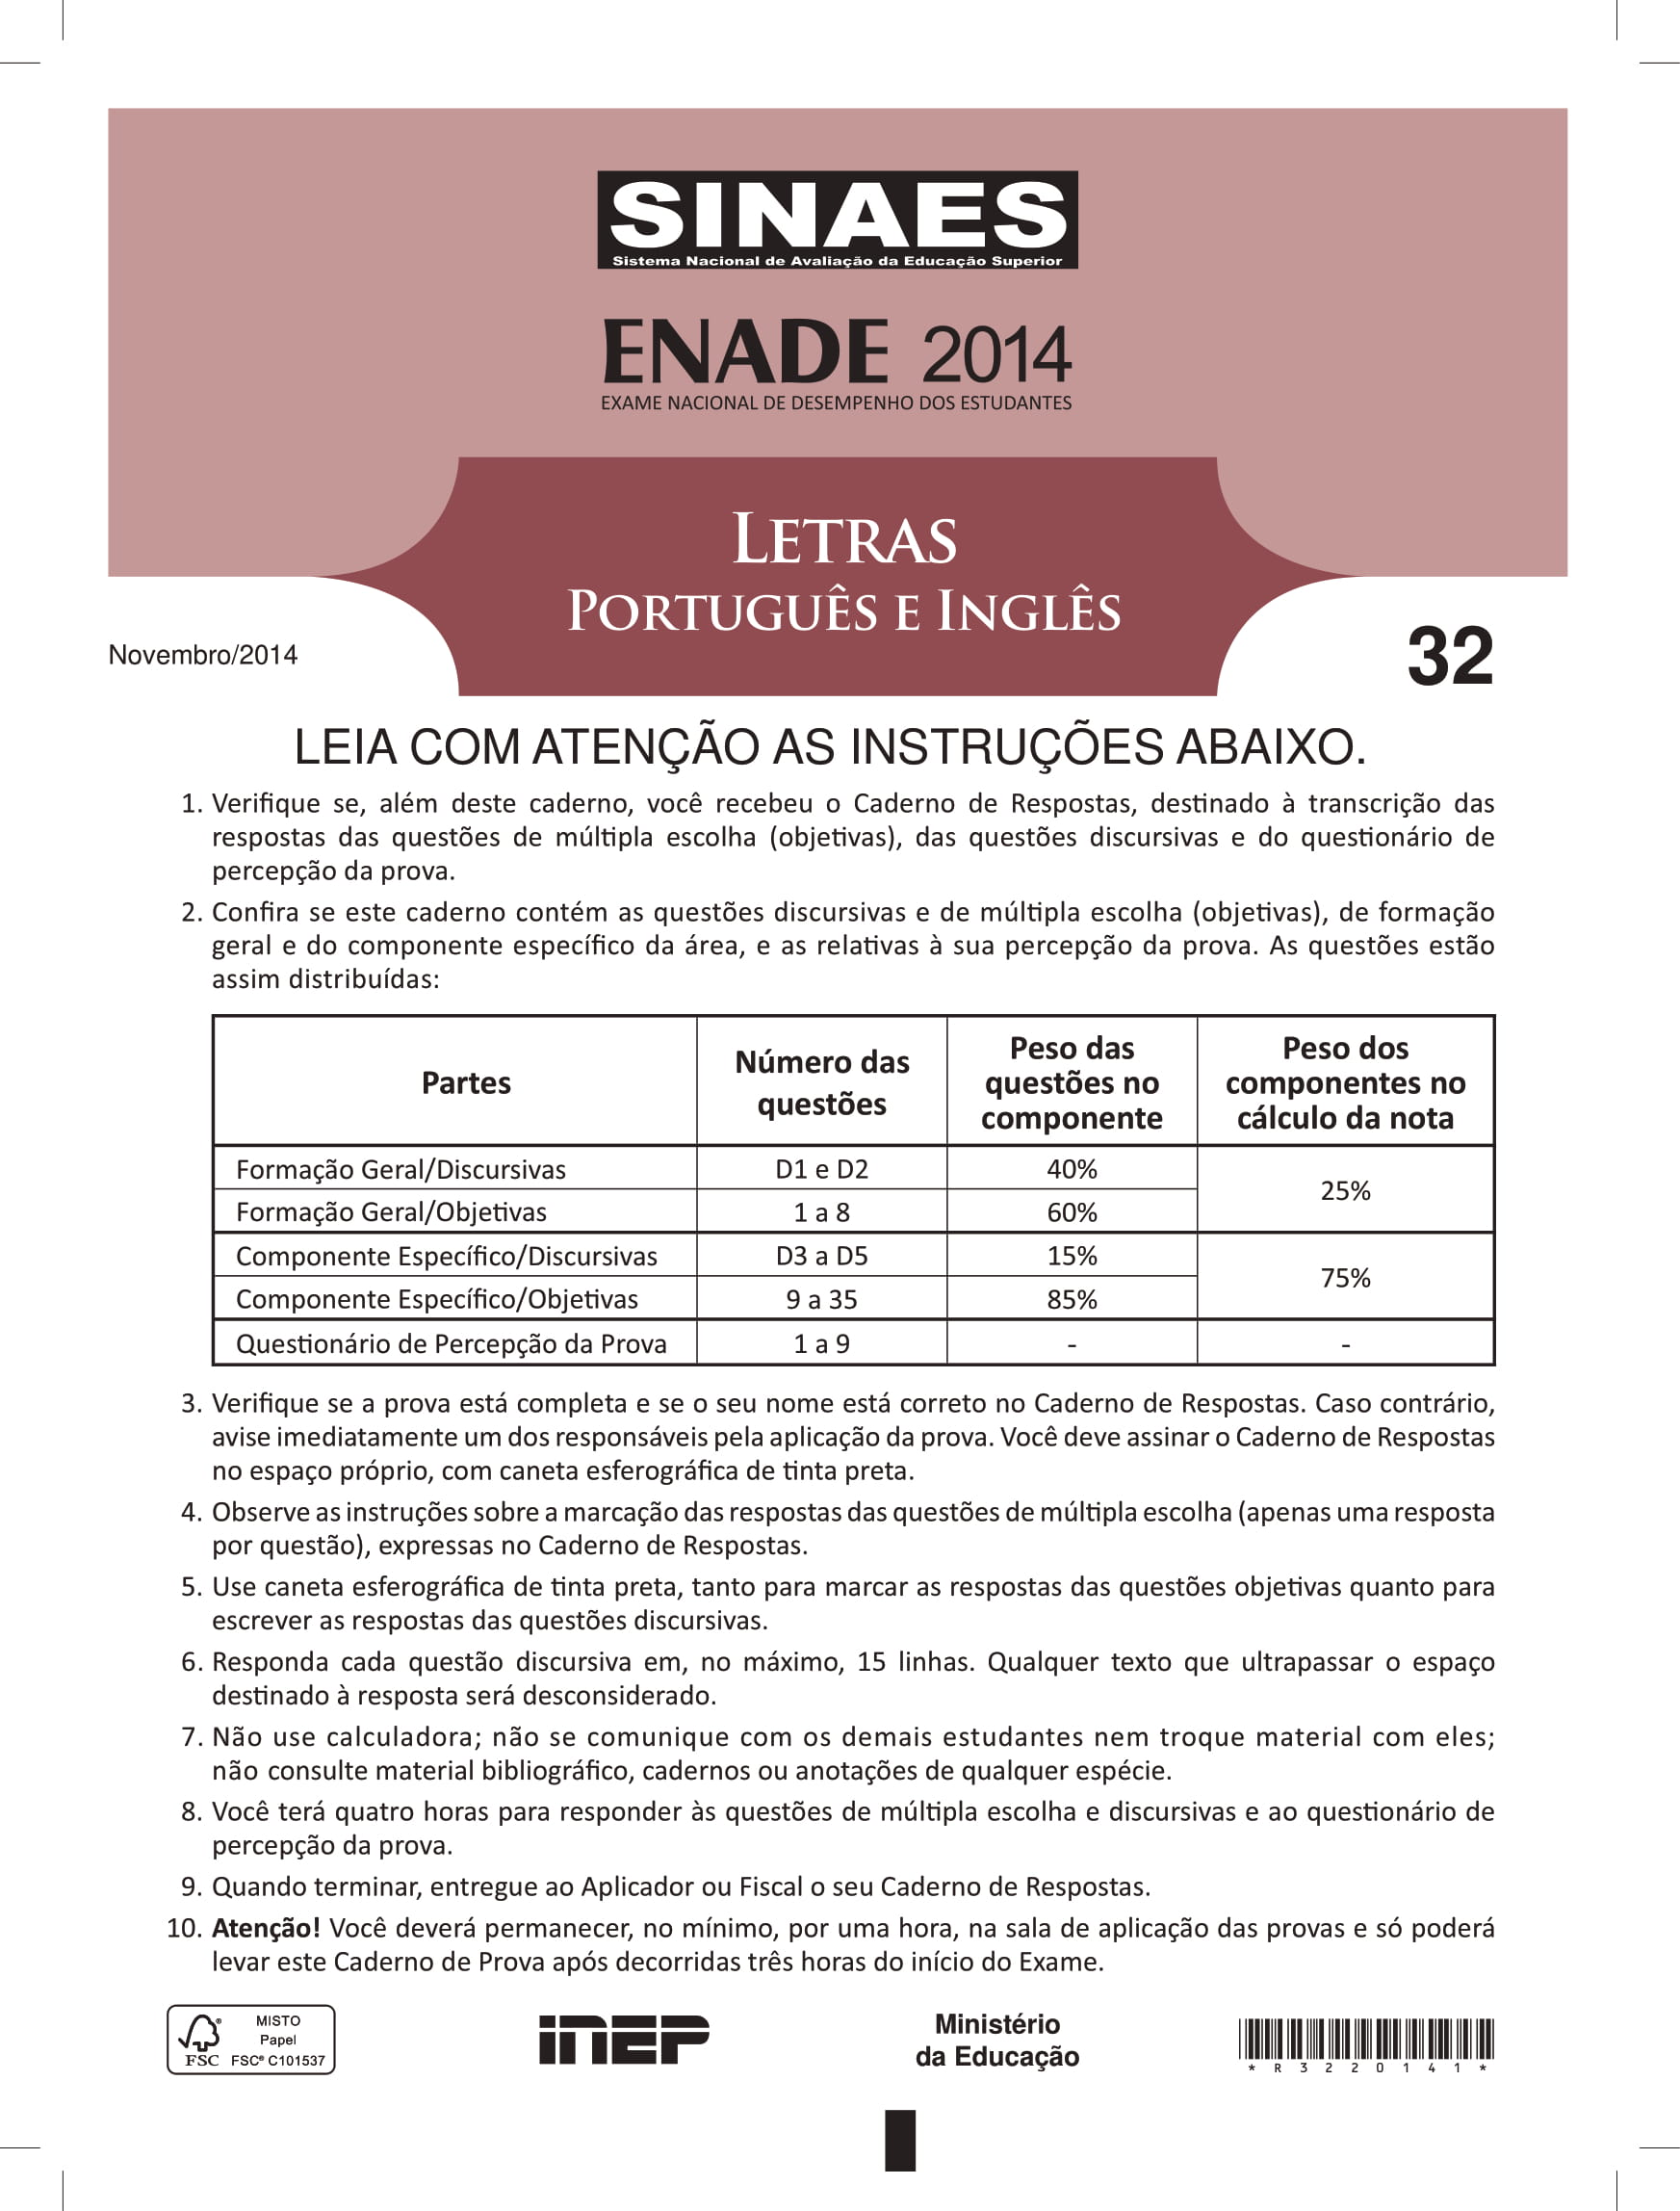 SINAES
Sistema Nacional de Avaliação da Educação Superior
ENADE 2014
EXAME NACIONAL DE DESEMPENHO DOS ESTUDANTES
LETRAS
PORTUGUÊS E INGLÊS
Novembro/2014
32
LEIA COM ATENÇÃO AS INSTRUÇÕES ABAIXO.
1. Verifique se, além deste caderno, você recebeu o Caderno de Respostas, destinado à transcrição das
respostas das questões de múltipla escolha (objetivas), das questões discursivas e do questionário de
percepção da prova.
2. Confira se este caderno contém as questões discursivas e de múltipla escolha (objetivas), de formação
geral e do componente específico da área, e as relativas à sua percepção da prova. As questões estão
assim distribuídas:
Partes
Número das
questões
Peso das
questões no
componente
Peso dos
componentes no
cálculo da nota
Formação Geral/Discursivas D1 e D2 40%
25%
Formação Geral/Objetivas 1 a 8 60%
Componente Específico/Discursivas D3 a D5 15%
75%
Componente Específico/Objetivas 9 a 35 85%
Questionário de Percepção da Prova 1 a 9 - -
3. Verifique se a prova está completa e se o seu nome está correto no Caderno de Respostas. Caso contrário,
avise imediatamente um dos responsáveis pela aplicação da prova. Você deve assinar o Caderno de Respostas
no espaço próprio, com caneta esferográfica de tinta preta.
4. Observe as instruções sobre a marcação das respostas das questões de múltipla escolha (apenas uma resposta
por questão), expressas no Caderno de Respostas.
5. Use caneta esferográfica de tinta preta, tanto para marcar as respostas das questões objetivas quanto para
escrever as respostas das questões discursivas.
6. Responda cada questão discursiva em, no máximo, 15 linhas. Qualquer texto que ultrapassar o espaço
destinado à resposta será desconsiderado.
7. Não use calculadora; não se comunique com os demais estudantes nem troque material com eles;
não consulte material bibliográfico, cadernos ou anotações de qualquer espécie.
8. Você terá quatro horas para responder às questões de múltipla escolha e discursivas e ao questionário de
percepção da prova.
9. Quando terminar, entregue ao Aplicador ou Fiscal o seu Caderno de Respostas.
10. Atenção! Você deverá permanecer, no mínimo, por uma hora, na sala de aplicação das provas e só poderá
levar este Caderno de Prova após decorridas três horas do início do Exame.
MISTO
Papel
FSC® C101537
FSC
®
inep
Ministério
da Educação
* R 3 2 2 0 1 4 1 *